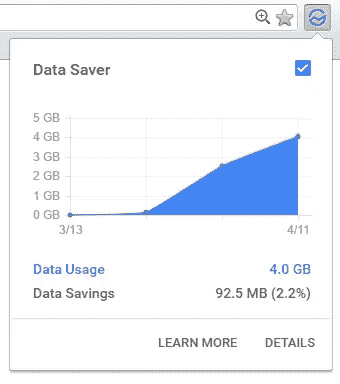 Data Saver
5 GB
4 GB
3 GB
2 GB
1 GB
0 GB
3/13 4/11
Data Usage 4.0 GB
Data Savings 92.5 MB (2.2%)
LEARN MORE DETAILS